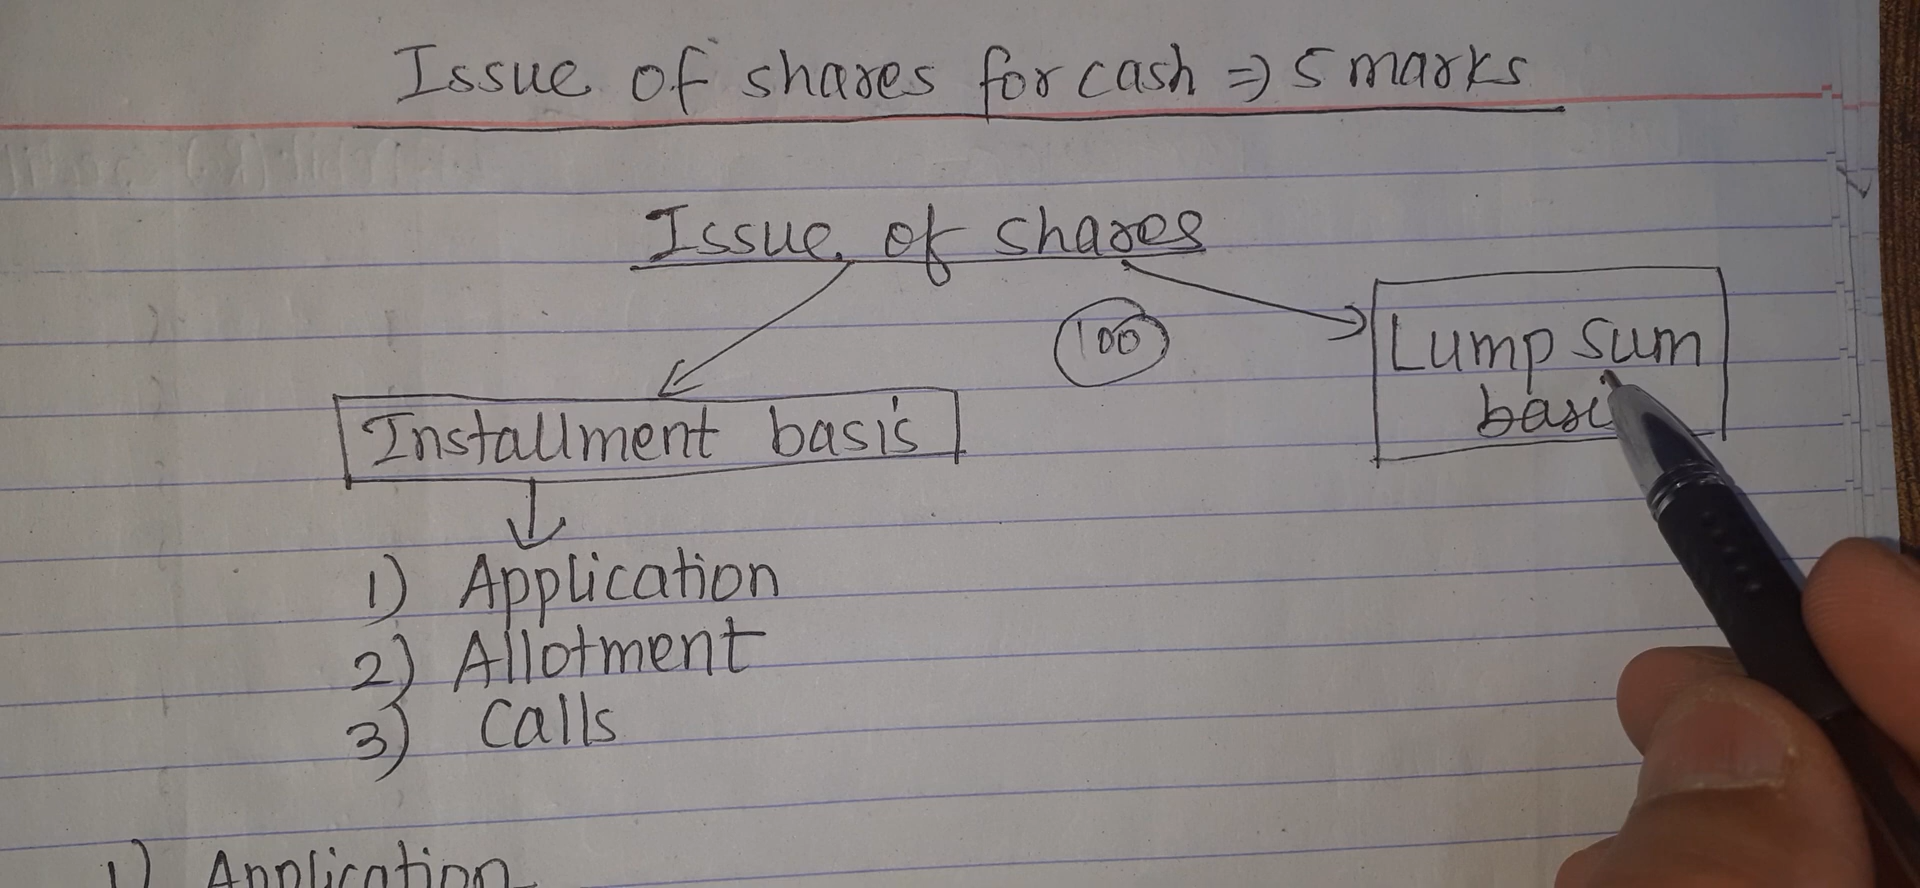 Issue of shares for cash ⇒ 5 marks
Issue of shares
100
Lump sum
Installment basis
1) Application
2) Allotment
3) Calls
1) Application